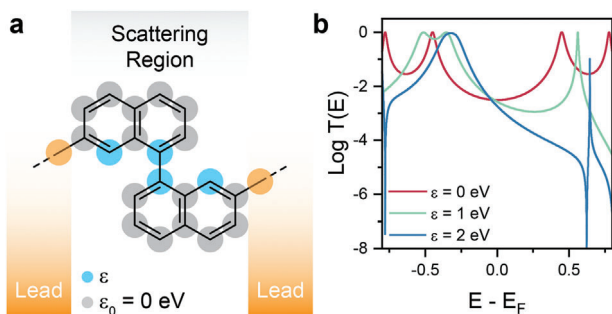 a
Scattering
Region
Lead
Lead
ε
ε₀ = 0 eV
b
Log T(E)
0
-2
-4
-6
-8
ε = 0 eV
ε = 1 eV
ε = 2 eV
-0.5
0.0
0.5
E - E_F